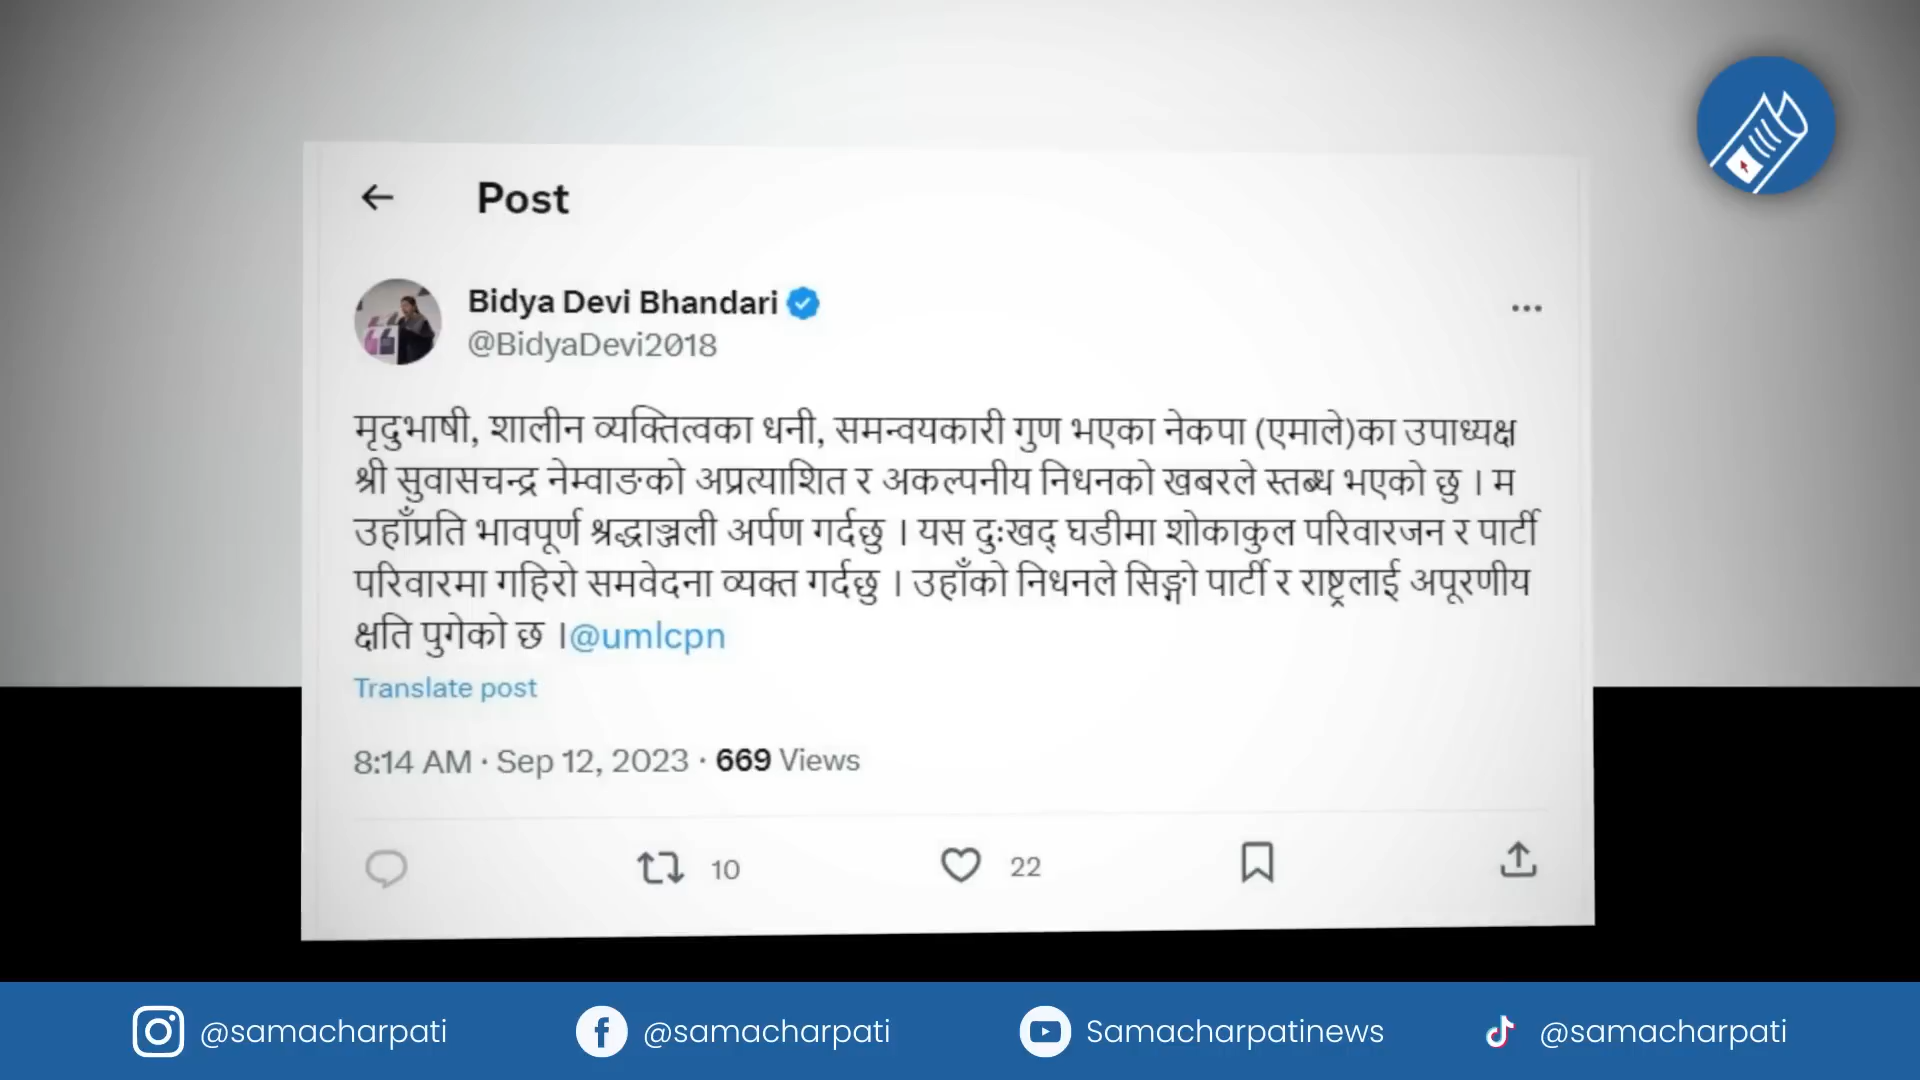 Post
Bidya Devi Bhandari
@BidyaDevi2018
मृदुभाषी, शालीन व्यक्तित्वका धनी, समन्वयकारी गुण भएका नेकपा (एमाले)का उपाध्यक्ष
श्री सुवासचन्द्र नेम्वाङको अप्रत्याशित र अकल्पनीय निधनको खबरले स्तब्ध भएको छु । म
उहाँप्रति भावपूर्ण श्रद्धाञ्जली अर्पण गर्दछु । यस दुःखद् घडीमा शोकाकुल परिवारजन र पार्टी
परिवारमा गहिरो समवेदना व्यक्त गर्दछु । उहाँको निधनले सिङ्गो पार्टी र राष्ट्रलाई अपूरणीय
क्षति पुगेको छ ।@umlcpn
Translate post
8:14 AM · Sep 12, 2023 · 669 Views
10 22
@samacharpati @samacharpati Samacharpatinews @samacharpati